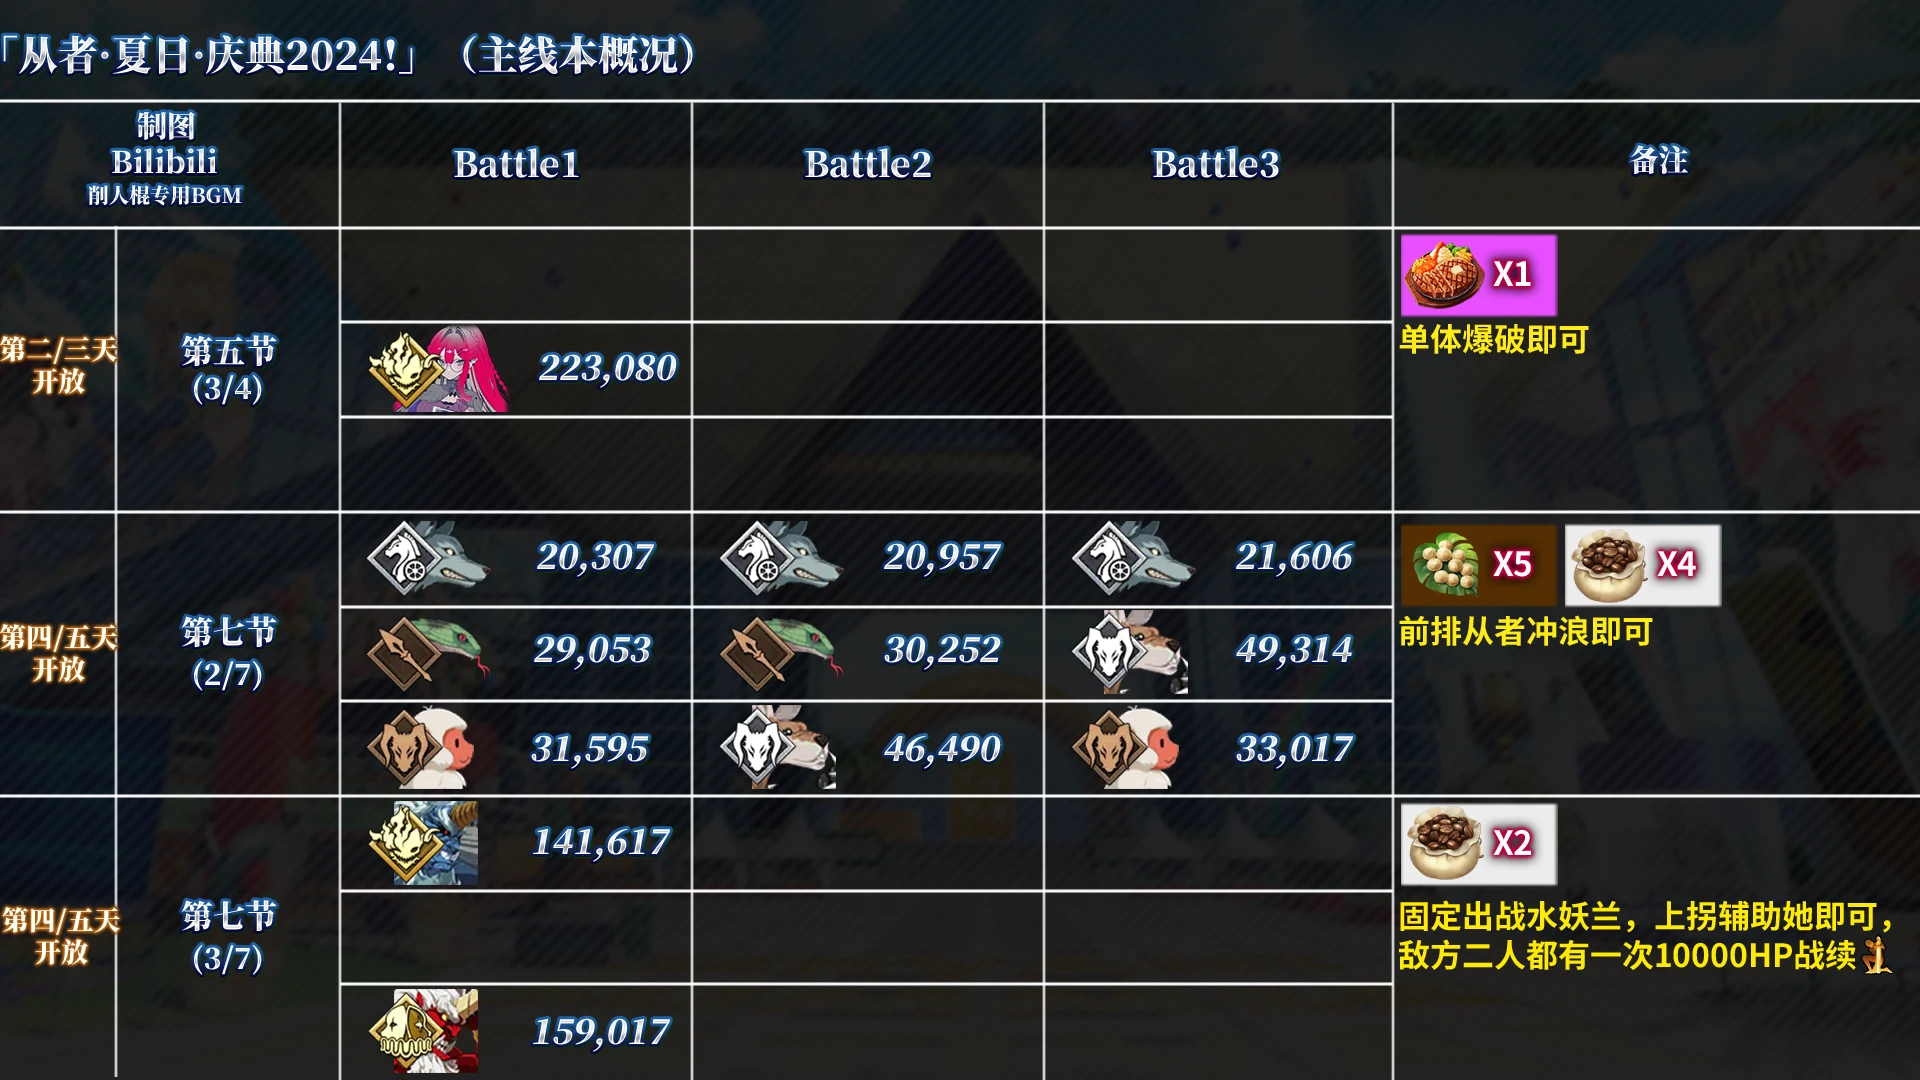 「从者·夏日·庆典2024!」（主线本概况）
制图
Bilibili
削人棍专用BGM
Battle1
Battle2
Battle3
备注
第二/三天
开放
第五节
(3/4)
223,080
X1
单体爆破即可
第四/五天
开放
第七节
(2/7)
20,307
20,957
21,606
29,053
30,252
49,314
31,595
46,490
33,017
X5
X4
前排从者冲浪即可
第四/五天
开放
第七节
(3/7)
141,617
159,017
X2
固定出战水妖兰，上拐辅助她即可，
敌方二人都有一次10000HP战续